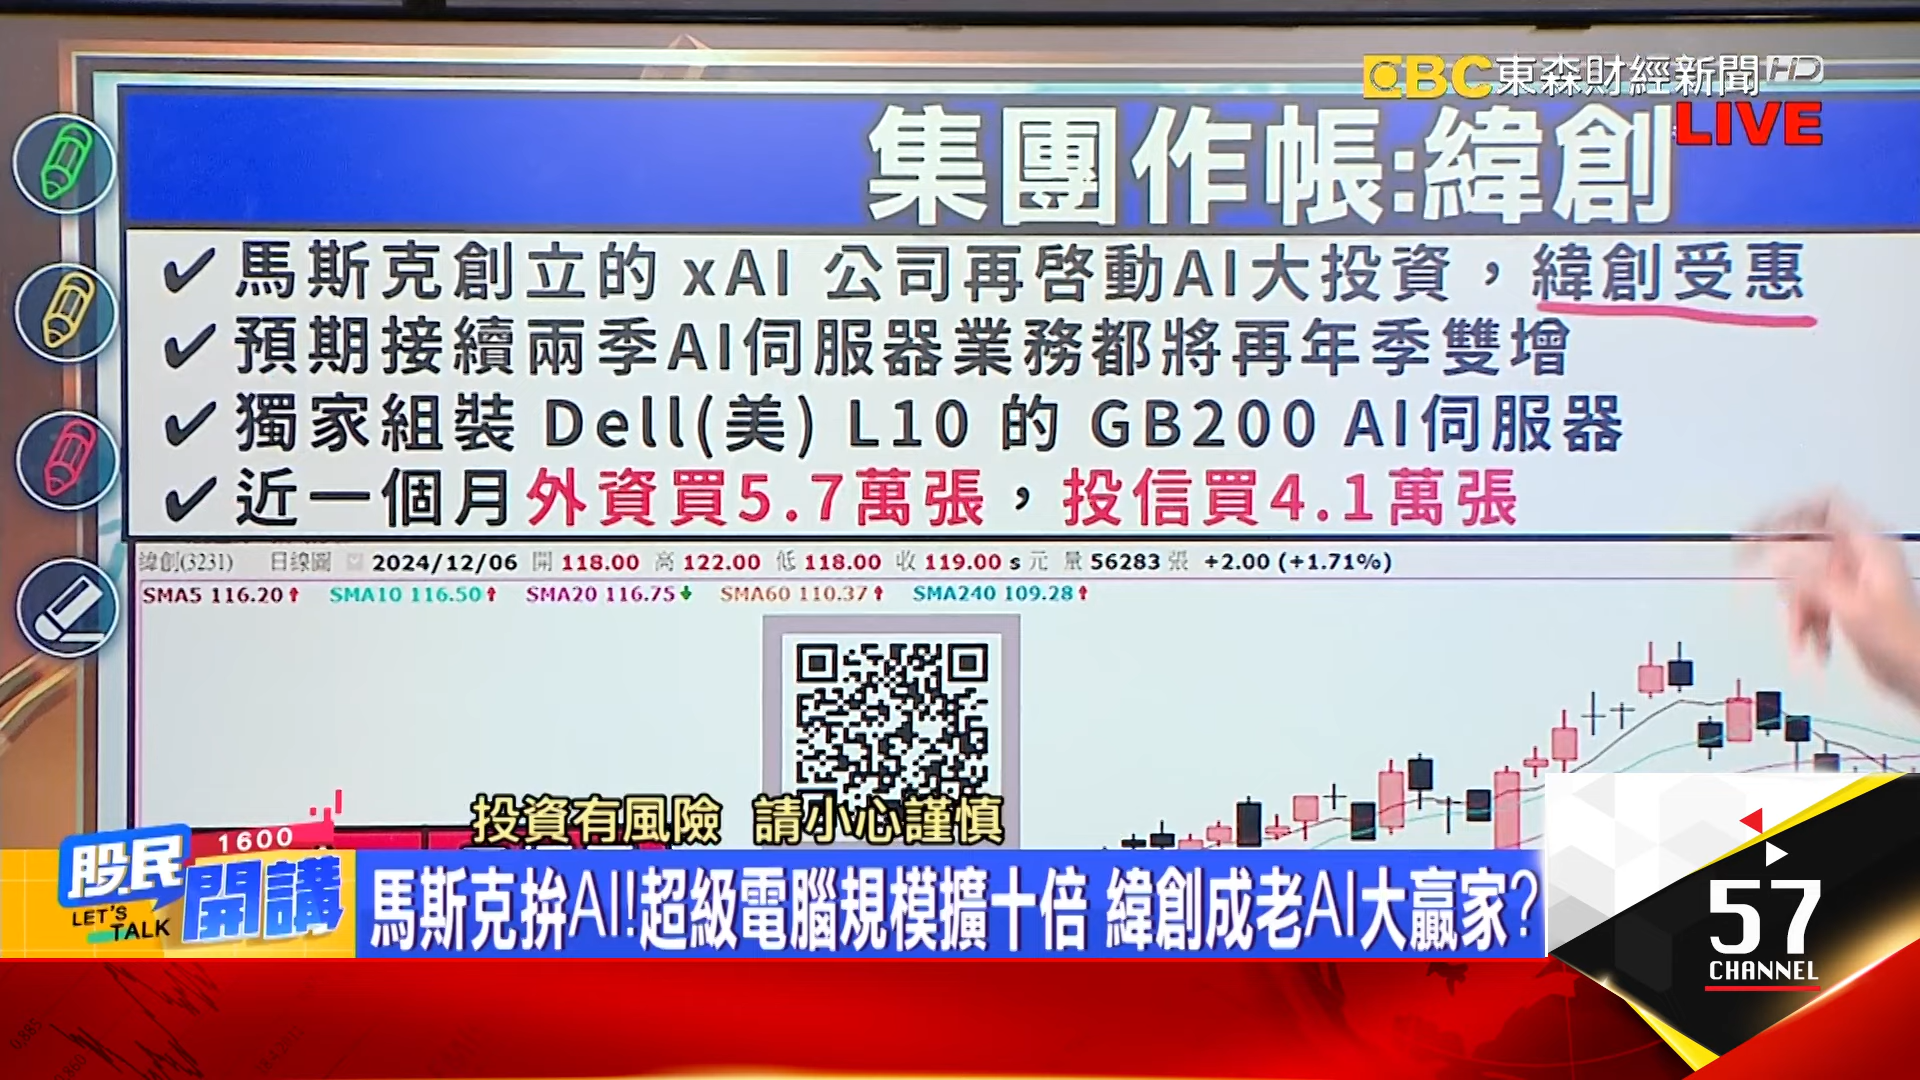 EBC東森財經新聞HD
LIVE
集團作帳:緯創
✓馬斯克創立的 xAI 公司再啓動AI大投資，緯創受惠
✓預期接續兩季AI伺服器業務都將再年季雙增
✓獨家組裝 Dell(美) L10 的 GB200 AI伺服器
✓近一個月外資買5.7萬張，投信買4.1萬張
緯創(3231) 日線圖 2024/12/06 開 118.00 高 122.00 低 118.00 收 119.00 s 元 量 56283 張 +2.00 (+1.71%)
SMA5 116.20↑ SMA10 116.50↑ SMA20 116.75↓ SMA60 110.37↑ SMA240 109.28↑
投資有風險 請小心謹慎
1600
股民開講
LET'S TALK
馬斯克拚AI!超級電腦規模擴十倍 緯創成老AI大贏家?
57
CHANNEL